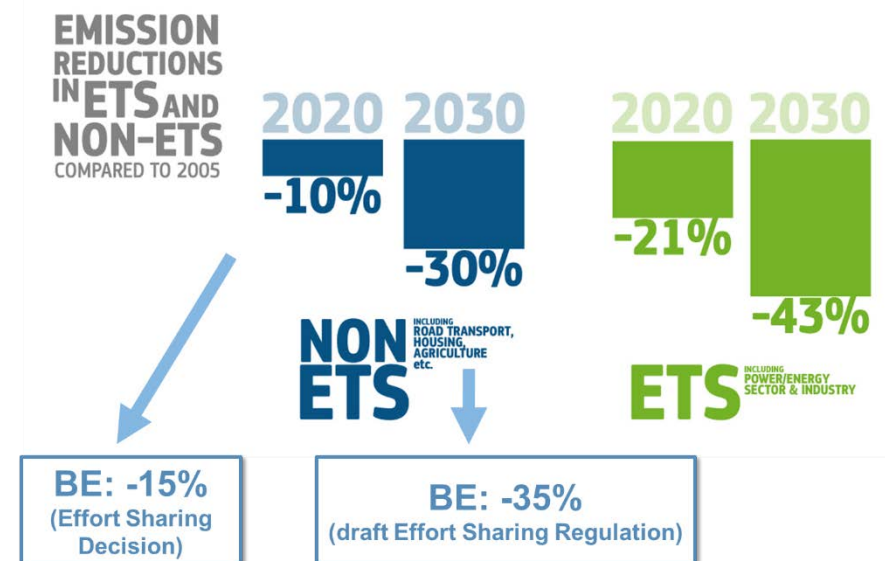 EMISSION
REDUCTIONS
IN ETS AND
NON-ETS
COMPARED TO 2005
2020 2030
-10%
-30%
NON
ETS
INCLUDING
ROAD TRANSPORT,
HOUSING,
AGRICULTURE
etc.
2020 2030
-21%
-43%
ETS
INCLUDING
POWER/ENERGY
SECTOR & INDUSTRY
BE: -15%
(Effort Sharing
Decision)
BE: -35%
(draft Effort Sharing Regulation)